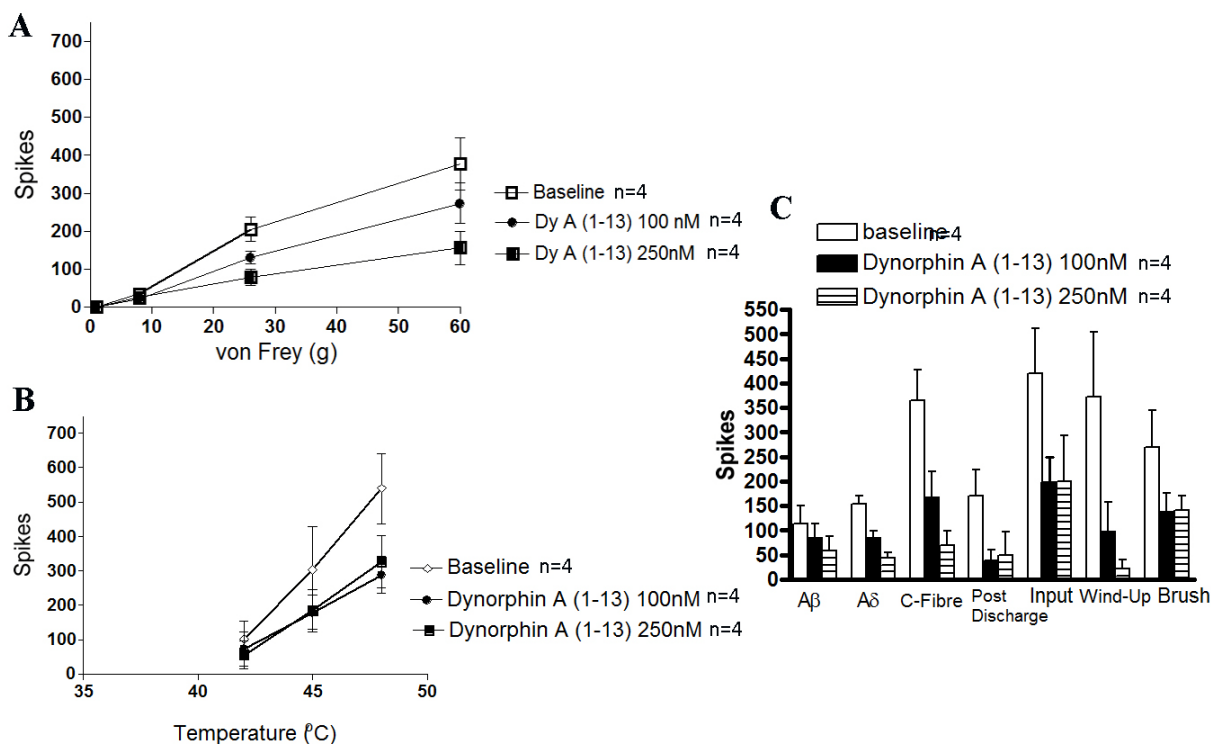 A
700
600
500
400
300
200
100
0
Spikes
0 10 20 30 40 50 60
von Frey (g)
Baseline n=4
Dy A (1-13) 100 nM n=4
Dy A (1-13) 250nM n=4
B
Spikes
700
600
500
400
300
200
100
0
35 40 45 50
Temperature (ºC)
Baseline n=4
Dynorphin A (1-13) 100nM n=4
Dynorphin A (1-13) 250nM n=4
C
baseline n=4
Dynorphin A (1-13) 100nM n=4
Dynorphin A (1-13) 250nM n=4
550
500
450
400
350
300
250
200
150
100
50
0
Spikes
Aβ Aδ C-Fibre Post Input Wind-Up Brush
Discharge